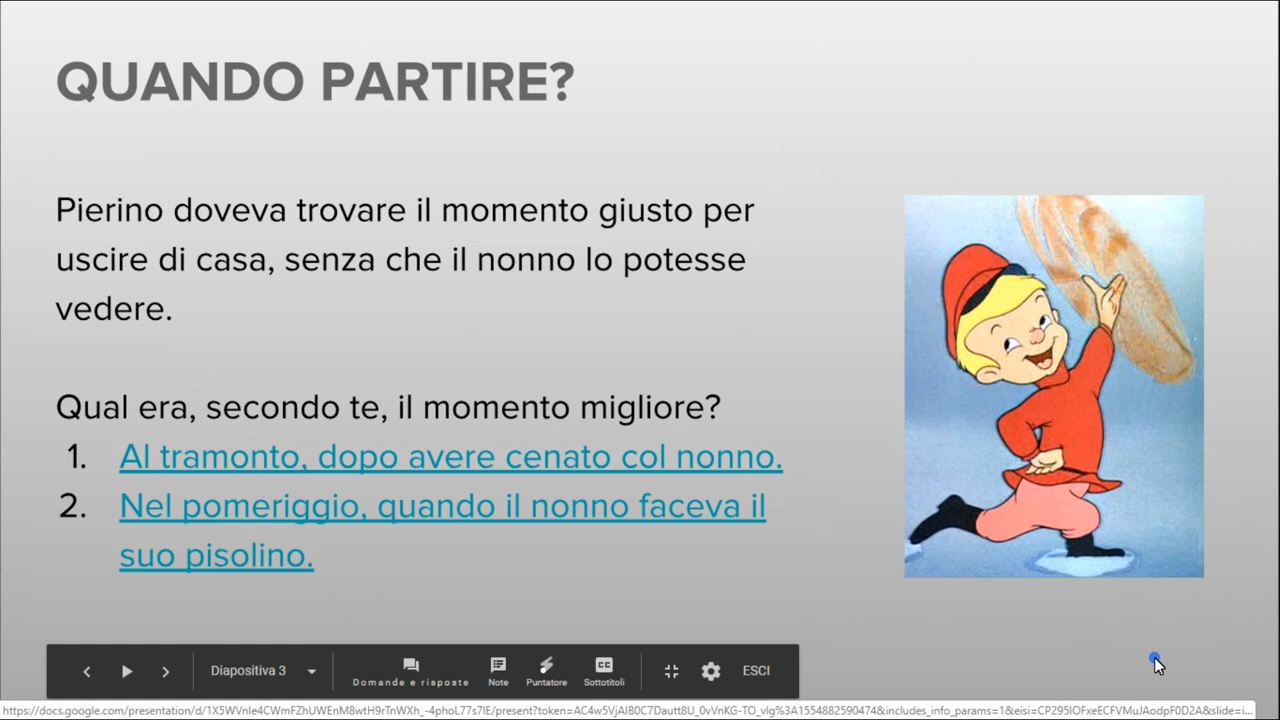 QUANDO PARTIRE?
Pierino doveva trovare il momento giusto per
uscire di casa, senza che il nonno lo potesse
vedere.
Qual era, secondo te, il momento migliore?
1. Al tramonto, dopo avere cenato col nonno.
2. Nel pomeriggio, quando il nonno faceva il
suo pisolino.
Diapositiva 3
Domande e risposte
Note
Puntatore
Sottotitoli
ESCI